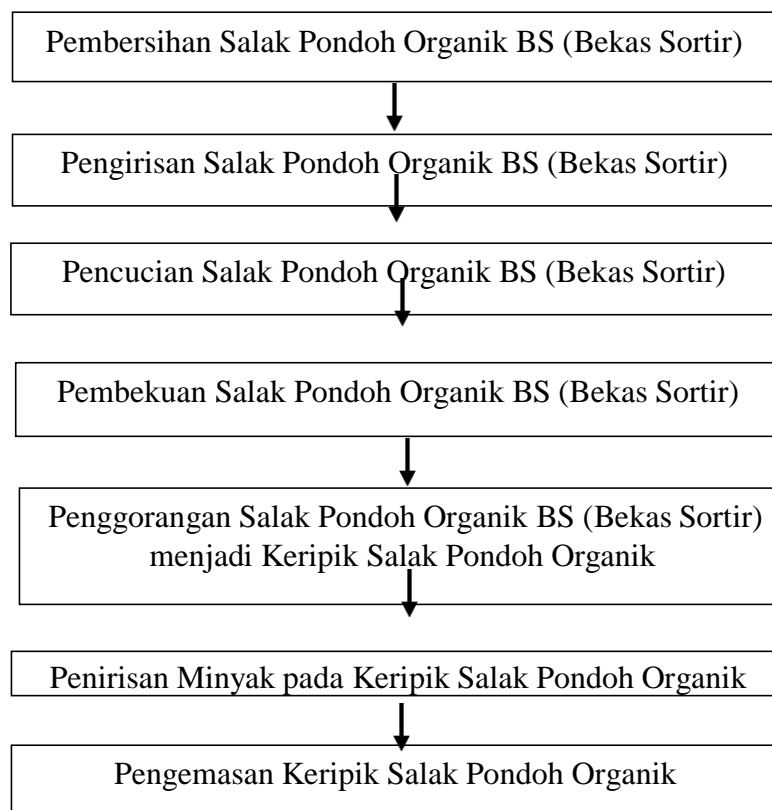 Pembersihan Salak Pondoh Organik BS (Bekas Sortir)
Pengirisan Salak Pondoh Organik BS (Bekas Sortir)
Pencucian Salak Pondoh Organik BS (Bekas Sortir)
Pembekuan Salak Pondoh Organik BS (Bekas Sortir)
Penggorangan Salak Pondoh Organik BS (Bekas Sortir)
menjadi Keripik Salak Pondoh Organik
Penirisan Minyak pada Keripik Salak Pondoh Organik
Pengemasan Keripik Salak Pondoh Organik